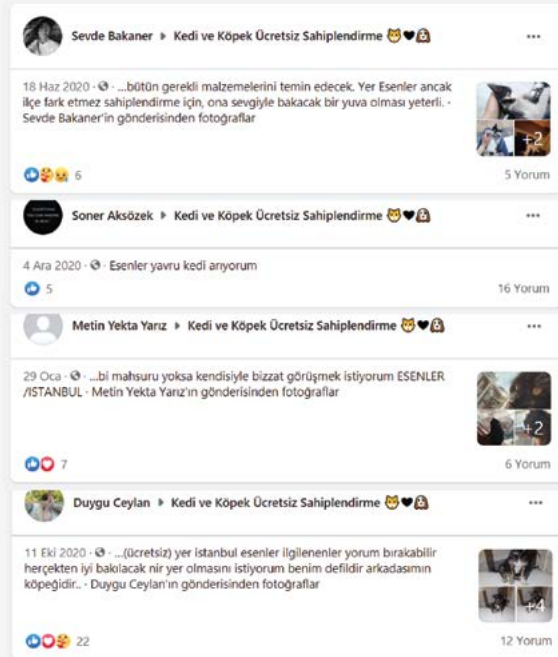 Sevde Bakaner ▸ Kedi ve Köpek Ücretsiz Sahiplendirme 🐱🖤🐶
18 Haz 2020 · ...bütün gerekli malzemelerini temin edecek. Yer Esenler ancak
ilçe fark etmez sahiplendirme için, ona sevgiyle bakacak bir yuva olması yeterli. ·
Sevde Bakaner'in gönderisinden fotoğraflar
+2
6
5 Yorum
Soner Aksözek ▸ Kedi ve Köpek Ücretsiz Sahiplendirme 🐱🖤🐶
4 Ara 2020 · Esenler yavru kedi arıyorum
5
16 Yorum
Metin Yekta Yarız ▸ Kedi ve Köpek Ücretsiz Sahiplendirme 🐱🖤🐶
29 Oca · ...bi mahsuru yoksa kendisiyle bizzat görüşmek istiyorum ESENLER
/ISTANBUL · Metin Yekta Yarız'ın gönderisinden fotoğraflar
+2
7
6 Yorum
Duygu Ceylan ▸ Kedi ve Köpek Ücretsiz Sahiplendirme 🐱🖤🐶
11 Eki 2020 · ...(ücretsiz) yer istanbul esenler ilgilenenler yorum bırakabilir
herçekten iyi bakılacak nir yer olmasını istiyorum benim defildir arkadasımın
köpeğidir.. · Duygu Ceylan'ın gönderisinden fotoğraflar
+4
22
12 Yorum